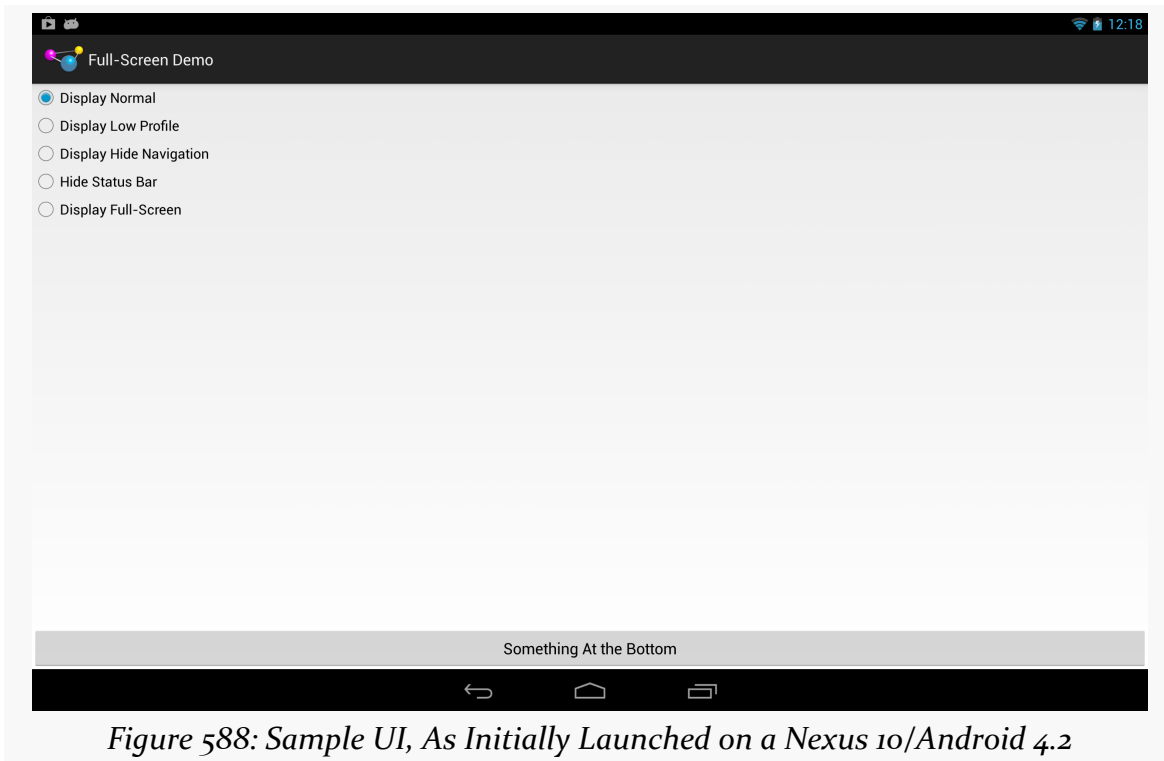 12:18
Full-Screen Demo
Display Normal
Display Low Profile
Display Hide Navigation
Hide Status Bar
Display Full-Screen
Something At the Bottom
Figure 588: Sample UI, As Initially Launched on a Nexus 10/Android 4.2